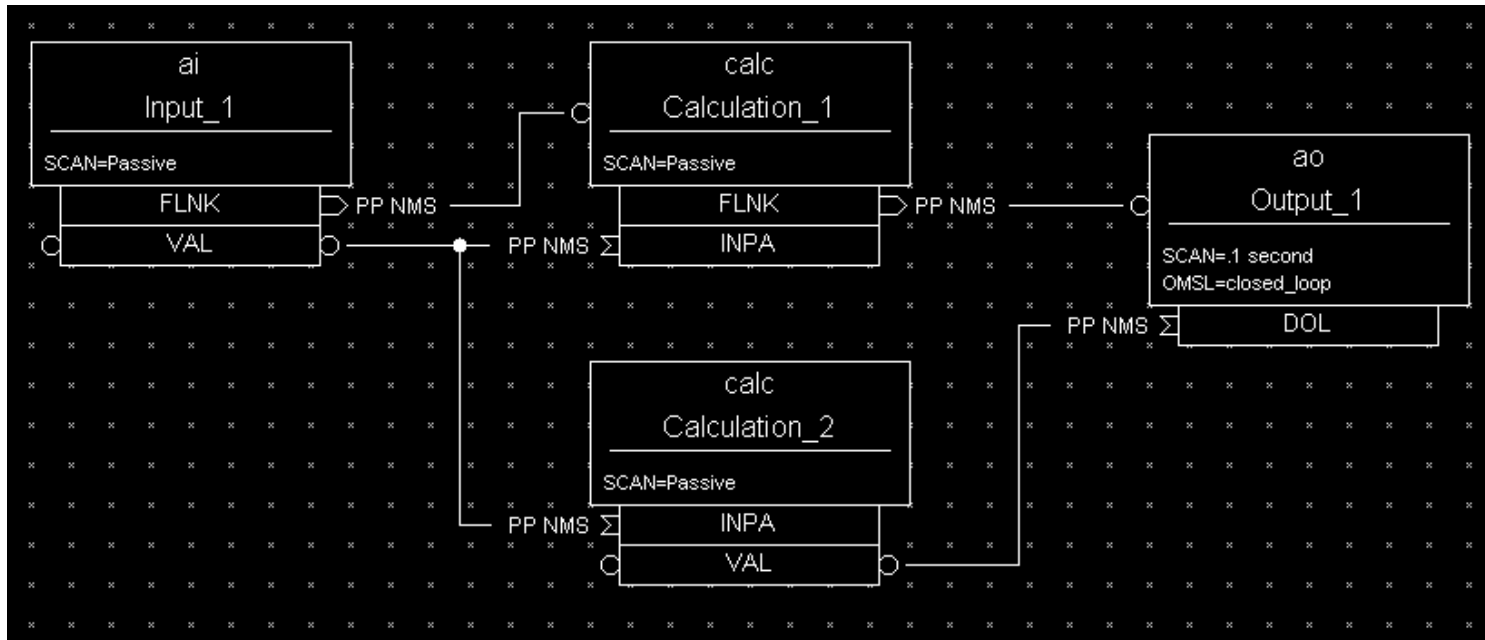 ai
Input_1
SCAN=Passive
FLNK
PP NMS
VAL
calc
Calculation_1
SCAN=Passive
FLNK
PP NMS
PP NMS
INPA
ao
Output_1
SCAN=.1 second
OMSL=closed_loop
PP NMS
DOL
calc
Calculation_2
SCAN=Passive
PP NMS
INPA
VAL